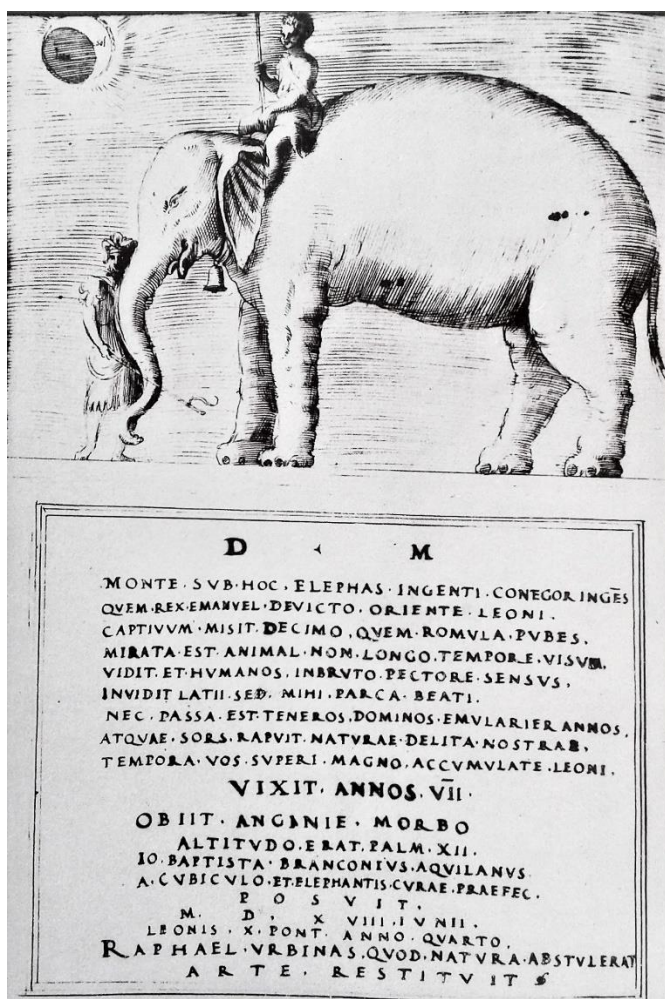 sol
D M
MONTE · SVB · HOC · ELEPHAS · INGENTI · CONEGOR INGĒS
QVEM · REX · EMANVEL · DEVICTO · ORIENTE · LEONI ·
CAPTIVVM · MISIT · DECIMO , QVEM · ROMVLA · PVBES ,
MIRATA · EST · ANIMAL · NON · LONGO · TEMPORE · VISVM ,
VIDIT · ET · HVMANOS , INBRVTO · PECTORE · SENSVS ,
INVIDIT LATII · SED · MIHI · PARCA · BEATI ·
NEC · PASSA · EST · TENEROS , DOMINOS · EMVLARIER ANNOS ,
ATQVAE · SORS · RAPVIT · NATVRAE · DELITA · NOSTRAE ,
TEMPORA · VOS · SVPERI · MAGNO , ACCVMVLATE · LEONI ,
VIXIT · ANNOS · V̄II ·
OBIIT · ANGINIE · MORBO
ALTITVDO · ERAT · PALM · XII ·
IO · BAPTISTA · BRANCONIVS · AQVILANVS
A · CVBICVLO · ET · ELEPHANTIS · CVRAE · PRAEFEC ·
P O S V I T ,
M . D , X VIII . IVNII ,
LEONIS · X · PONT · ANNO · QVARTO ,
RAPHAEL · VRBINAS , QVOD · NATVRA · ABSTVLERAT
ARTE · RESTITVIT